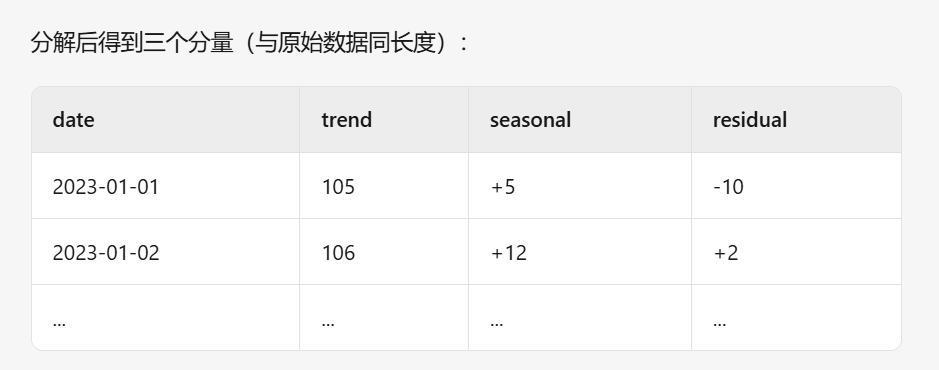 分解后得到三个分量（与原始数据同长度）：
date trend seasonal residual
2023-01-01 105 +5 -10
2023-01-02 106 +12 +2
... ... ... ...